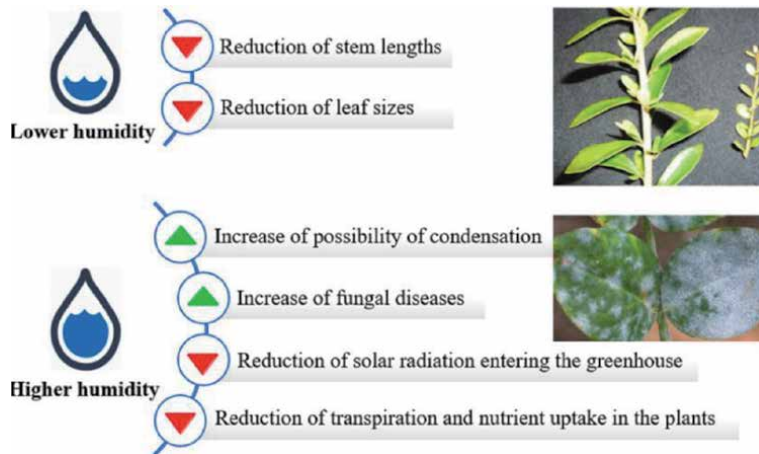 Reduction of stem lengths
Reduction of leaf sizes
Lower humidity
Increase of possibility of condensation
Increase of fungal diseases
Reduction of solar radiation entering the greenhouse
Higher humidity
Reduction of transpiration and nutrient uptake in the plants